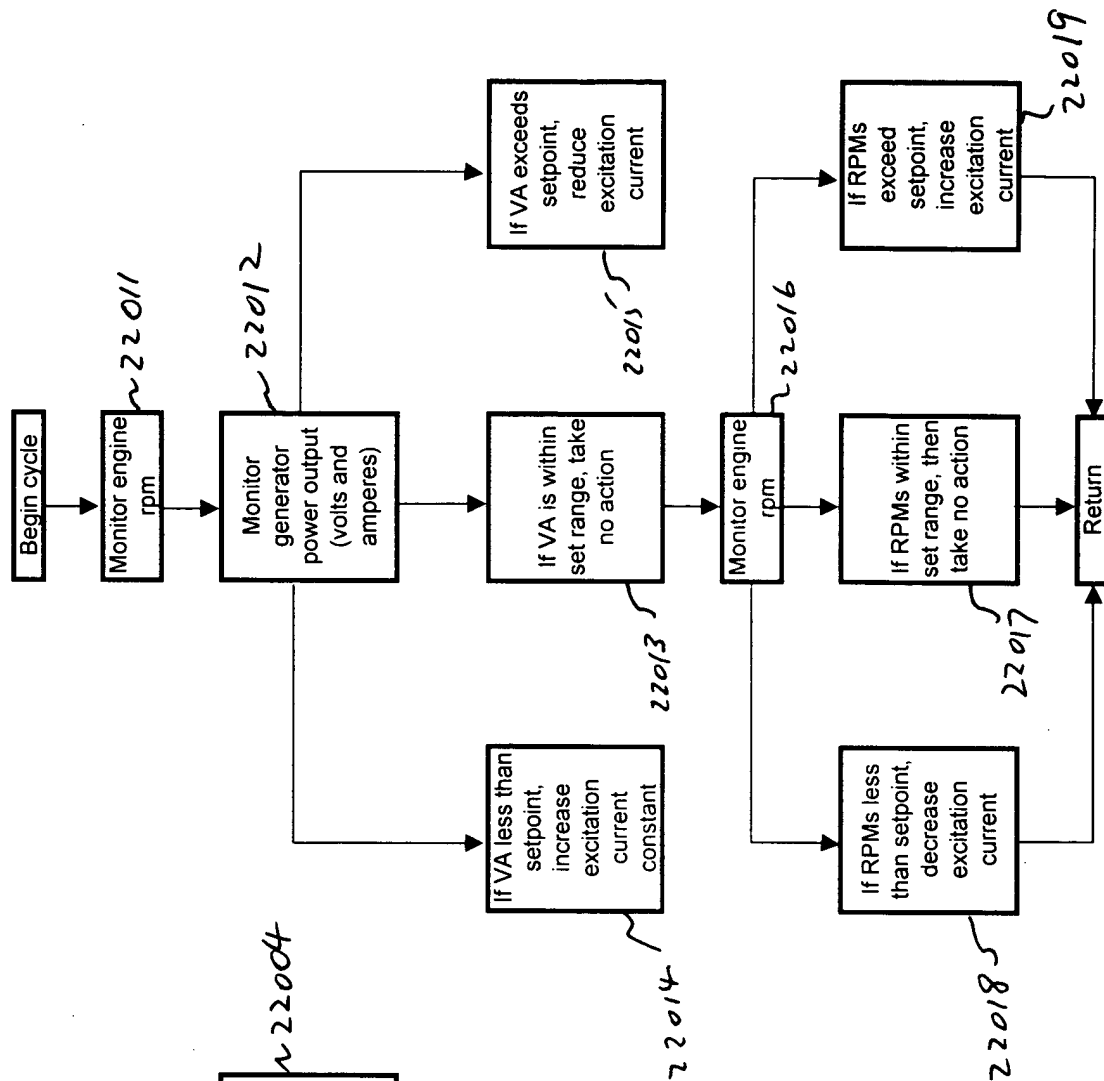 Begin cycle
Monitor engine
rpm
22011
Monitor
generator
power output
(volts and
amperes)
22012
22004
If VA less than
setpoint,
increase
excitation
current
constant
22014
If VA is within
set range, take
no action
22013
If VA exceeds
setpoint,
reduce
excitation
current
22015
Monitor engine
rpm
22016
If RPMs less
than setpoint,
decrease
excitation
current
22018
If RPMs within
set range, then
take no action
22017
If RPMs
exceed
setpoint,
increase
excitation
current
22019
Return